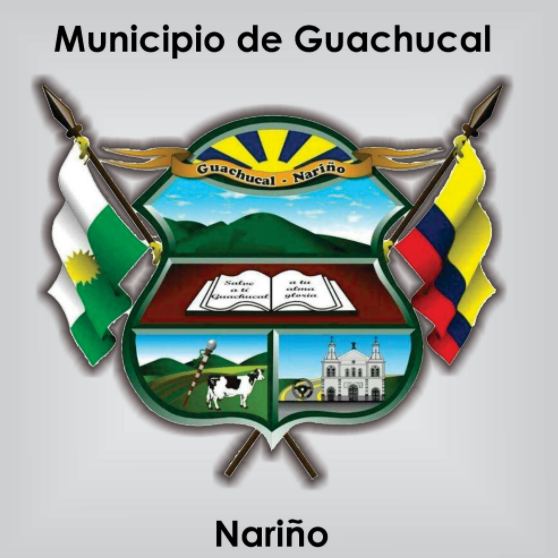 Municipio de Guachucal
Guachucal - Nariño
Salve
a ti
Guachucal
a tu
alma
gloria
Nariño